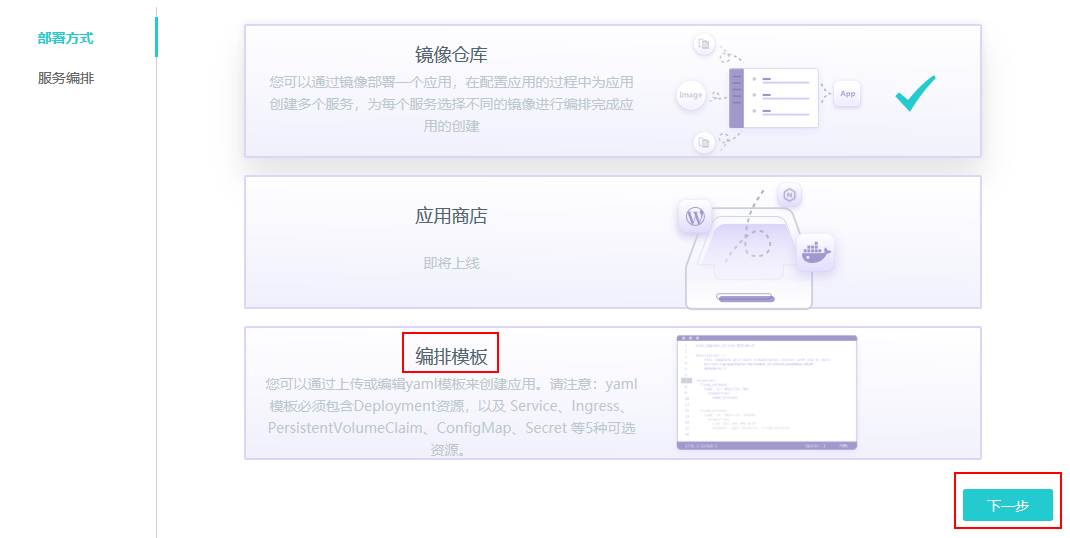 部署方式
服务编排
镜像仓库
您可以通过镜像部署一个应用，在配置应用的过程中为应用
创建多个服务，为每个服务选择不同的镜像进行编排完成应
用的创建
Image
App
应用商店
即将上线
编排模板
您可以通过上传或编辑yaml模板来创建应用。请注意：yaml
模板必须包含Deployment资源，以及 Service、Ingress、
PersistentVolumeClaim、ConfigMap、Secret 等5种可选
资源。
下一步